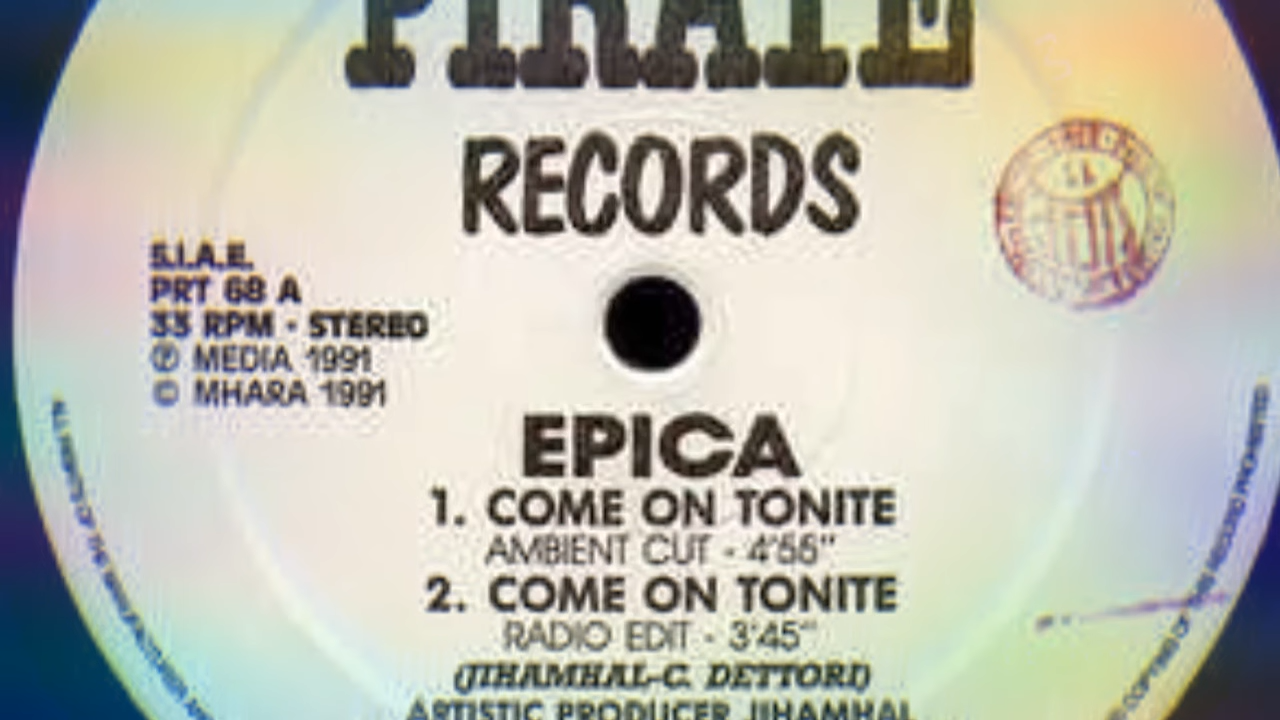 PIRATE
RECORDS
S.I.A.E.
PRT 68 A
33 RPM · STEREO
Ⓟ MEDIA 1991
© MHARA 1991
EPICA
1. COME ON TONITE
AMBIENT CUT - 4'55"
2. COME ON TONITE
RADIO EDIT - 3'45"
(JIHAMHAL-C. DETTORI)
ARTISTIC PRODUCER JIHAMHAL